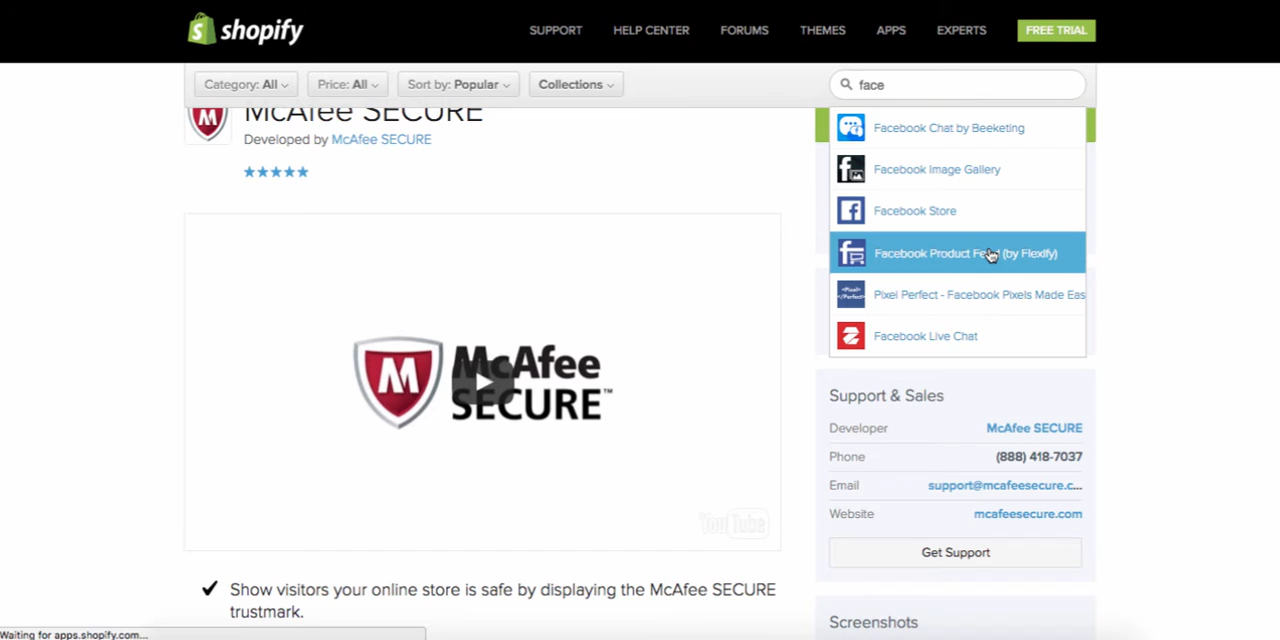 shopify
SUPPORT HELP CENTER FORUMS THEMES APPS EXPERTS FREE TRIAL
Category: All Price: All Sort by: Popular Collections
face
McAfee SECURE
Developed by McAfee SECURE
Facebook Chat by Beeketing
Facebook Image Gallery
Facebook Store
Facebook Product Feed (by Flexify)
Pixel Perfect - Facebook Pixels Made Eas
Facebook Live Chat
McAfee
SECURE™
YouTube
Support & Sales
Developer McAfee SECURE
Phone (888) 418-7037
Email support@mcafeesecure.c...
Website mcafeesecure.com
Get Support
Show visitors your online store is safe by displaying the McAfee SECURE
trustmark.
Screenshots
Waiting for apps.shopify.com...